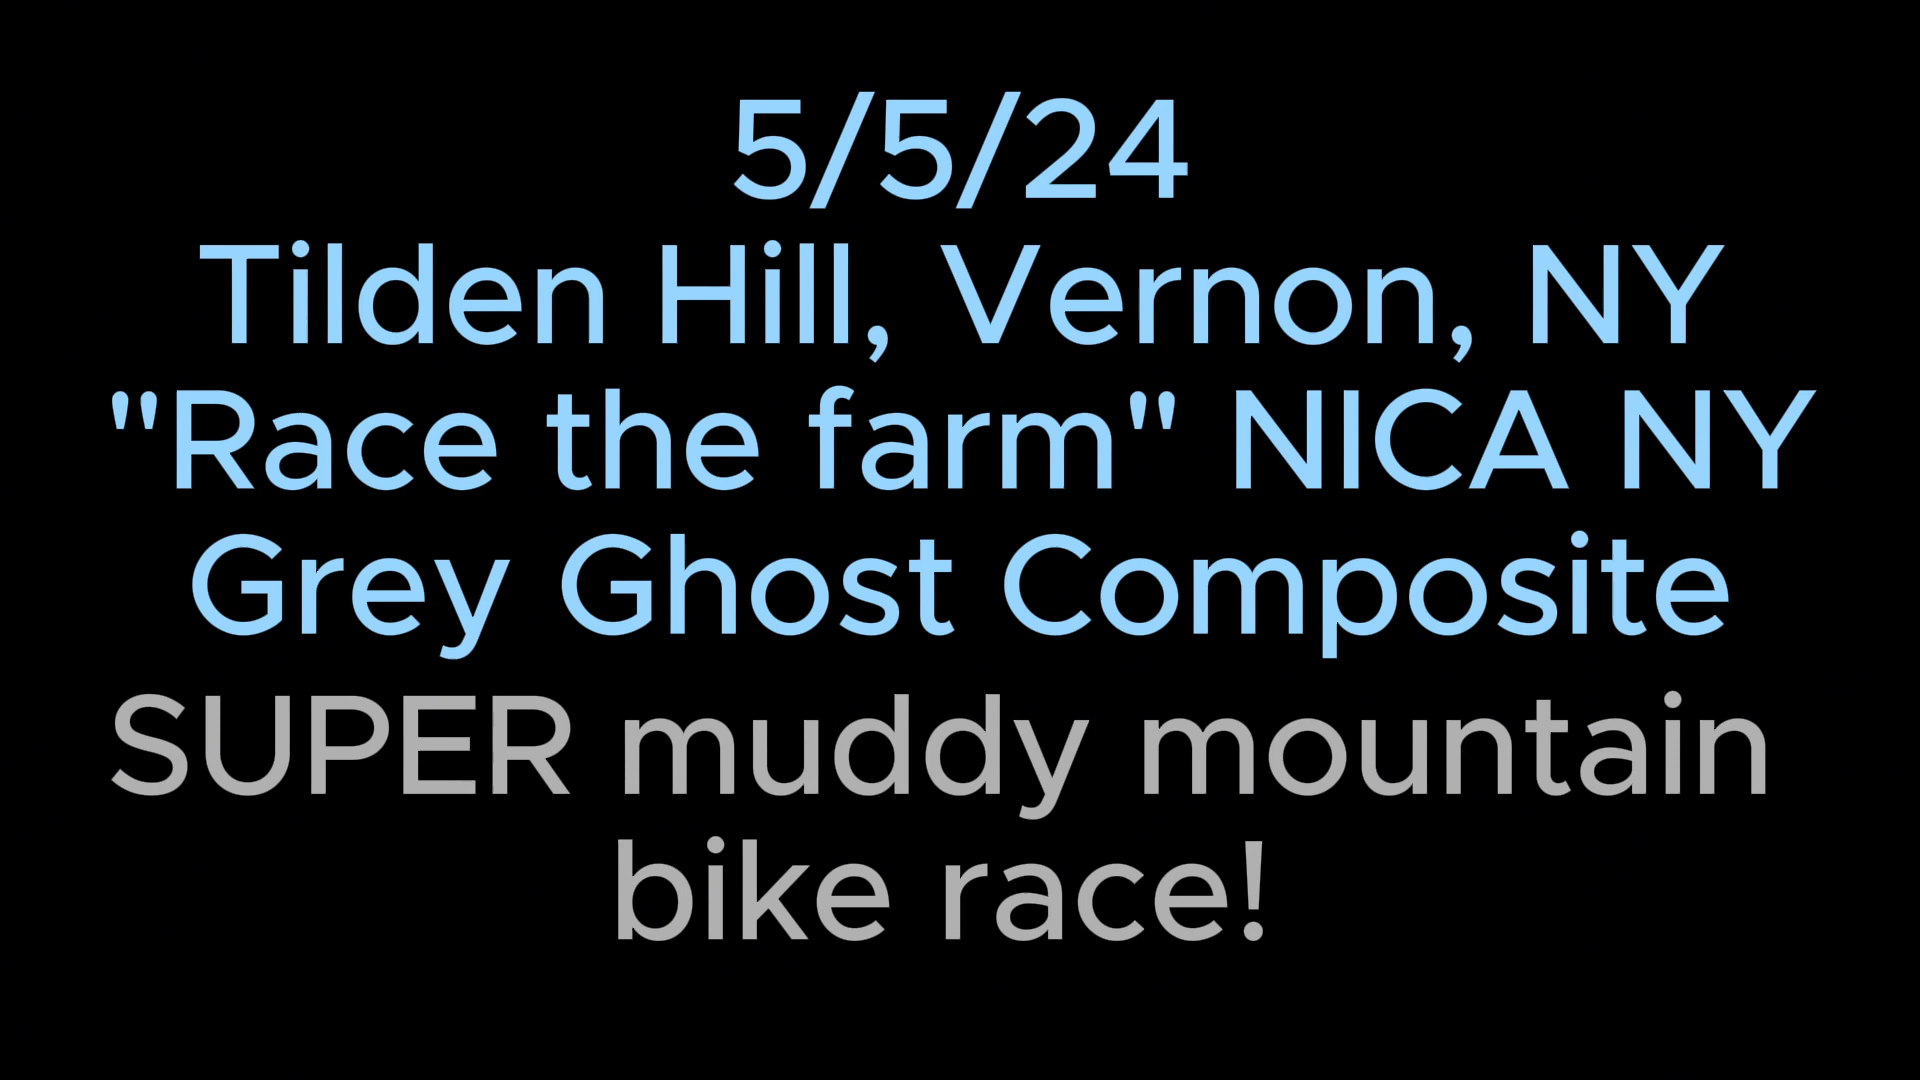 5/5/24
Tilden Hill, Vernon, NY
"Race the farm" NICA NY
Grey Ghost Composite
SUPER muddy mountain
bike race!